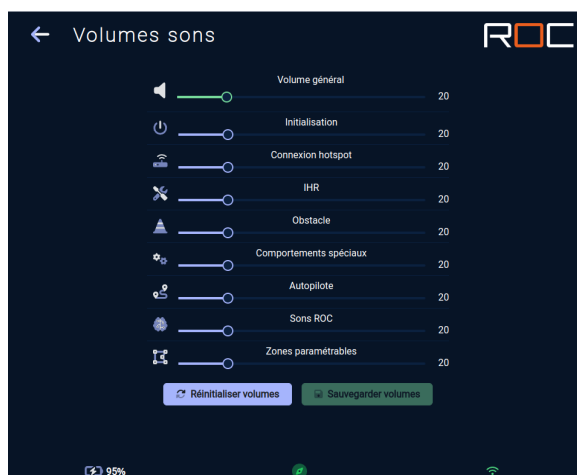 Volumes sons
ROC
Volume général
20
Initialisation
20
Connexion hotspot
20
IHR
20
Obstacle
20
Comportements spéciaux
20
Autopilote
20
Sons ROC
20
Zones paramétrables
20
Réinitialiser volumes
Sauvegarder volumes
95%